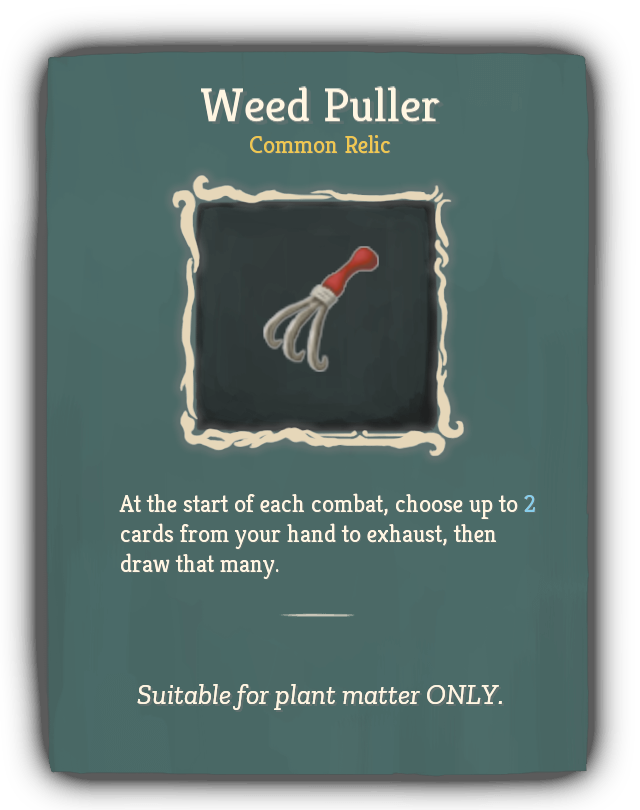 Weed Puller
Common Relic
At the start of each combat, choose up to 2
cards from your hand to exhaust, then
draw that many.
Suitable for plant matter ONLY.